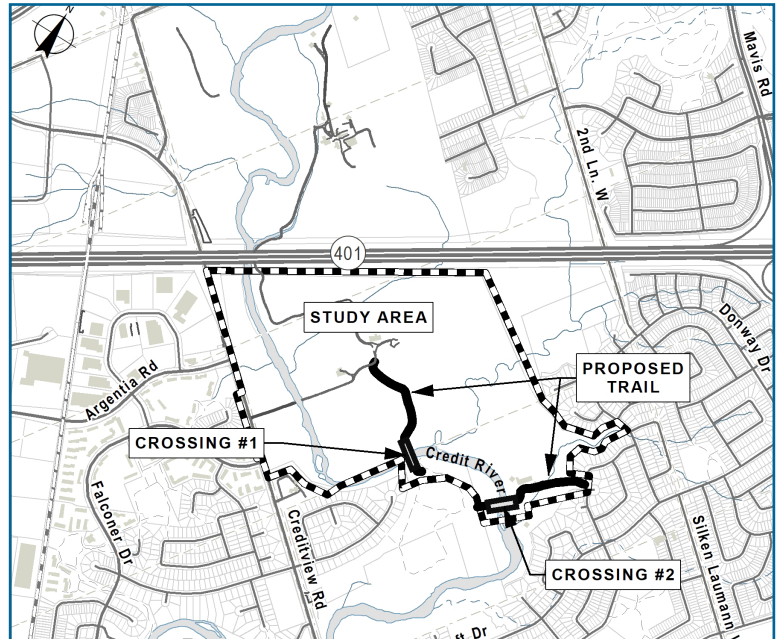 Z
Mavis Rd
2nd Ln. W
401
STUDY AREA
Donway Dr
PROPOSED
TRAIL
Argentia Rd
CROSSING #1
Credit River
Falconer Dr
Creditview Rd
Silken Laumann
CROSSING #2
ft Dr